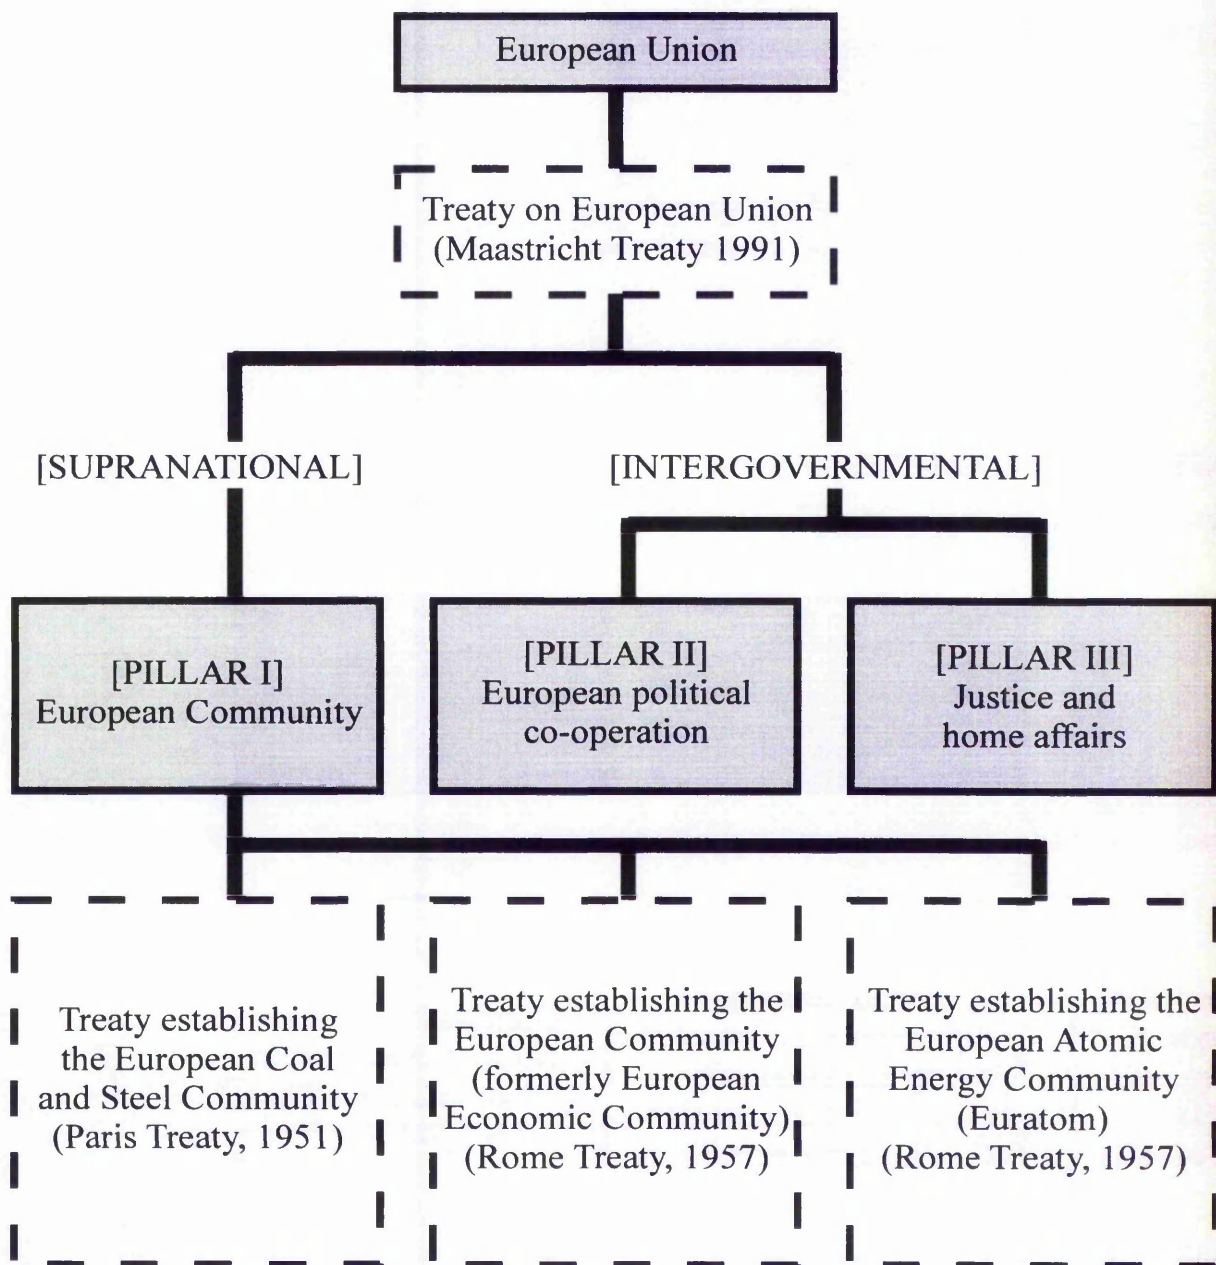 European Union
Treaty on European Union
(Maastricht Treaty 1991)
[SUPRANATIONAL]
[INTERGOVERNMENTAL]
[PILLAR I]
European Community
[PILLAR II]
European political
co-operation
[PILLAR III]
Justice and
home affairs
Treaty establishing
the European Coal
and Steel Community
(Paris Treaty, 1951)
Treaty establishing the
European Community
(formerly European
Economic Community)
(Rome Treaty, 1957)
Treaty establishing the
European Atomic
Energy Community
(Euratom)
(Rome Treaty, 1957)